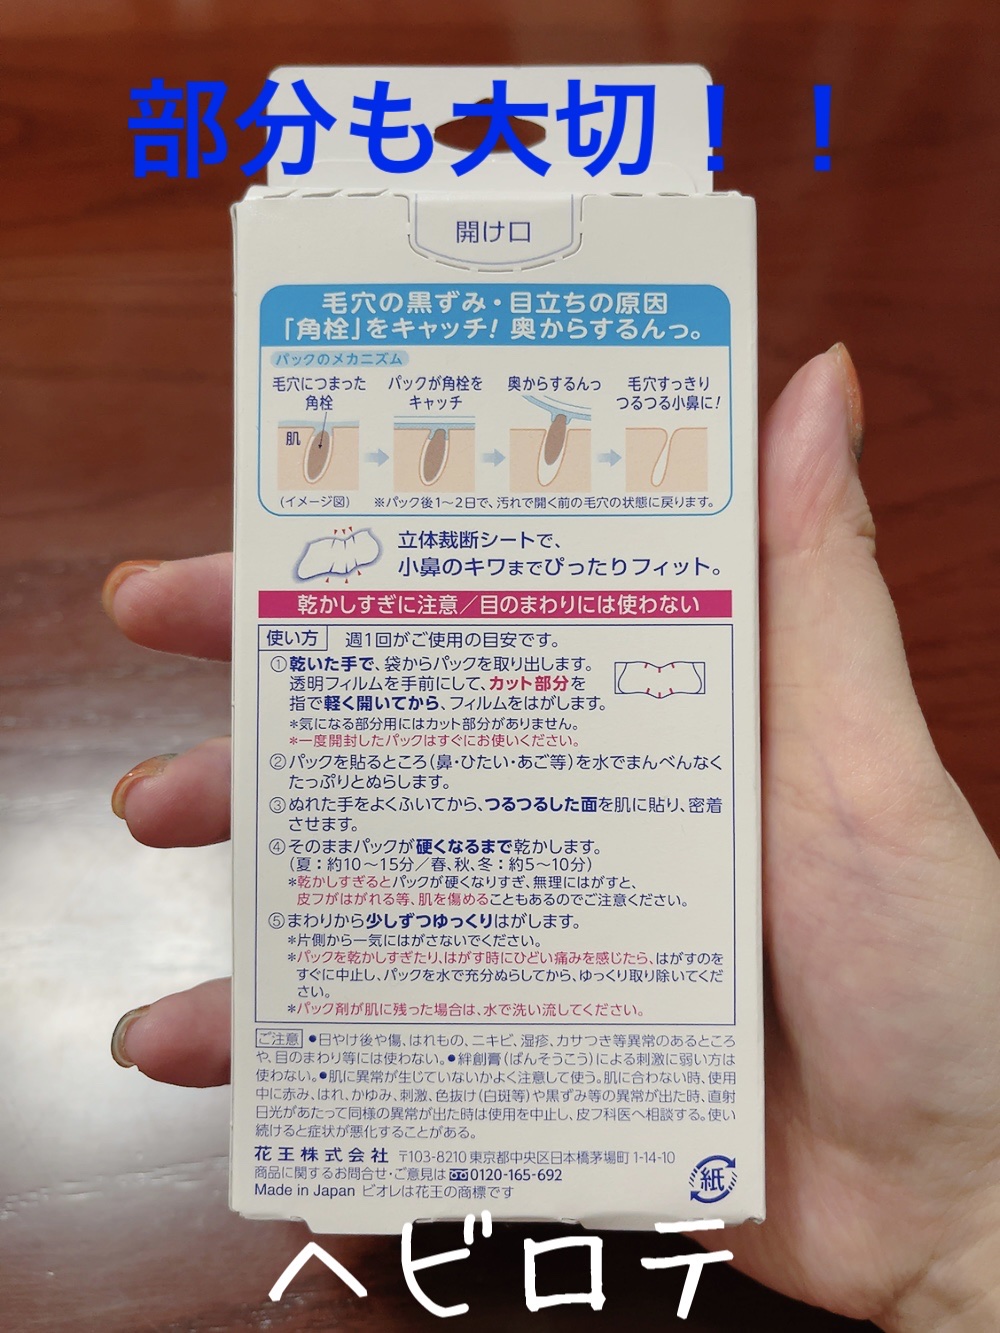 部分も大切！！
開け口
毛穴の黒ずみ・目立ちの原因
「角栓」をキャッチ！奥からするんっ。
パックのメカニズム
毛穴につまった
角栓
パックが角栓を
キャッチ
奥からするんっ
毛穴すっきり
つるつる小鼻に！
肌
(イメージ図)
※パック後1～2日で、汚れで開く前の毛穴の状態に戻ります。
立体裁断シートで、
小鼻のキワまでぴったりフィット。
乾かしすぎに注意／目のまわりには使わない
使い方 週1回がご使用の目安です。
①乾いた手で、袋からパックを取り出します。
透明フィルムを手前にして、カット部分を
指で軽く開いてから、フィルムをはがします。
＊気になる部分用にはカット部分がありません。
＊一度開封したパックはすぐにお使いください。
②パックを貼るところ（鼻・ひたい・あご等）を水でまんべんなく
たっぷりとぬらします。
③ぬれた手をよくふいてから、つるつるした面を肌に貼り、密着
させます。
④そのままパックが硬くなるまで乾かします。
（夏：約10～15分／春、秋、冬：約5～10分）
＊乾かしすぎるとパックが硬くなりすぎ、無理にはがすと、
皮フがはがれる等、肌を傷めることもあるのでご注意ください。
⑤まわりから少しずつゆっくりはがします。
＊片側から一気にはがさないでください。
＊パックを乾かしすぎたり、はがす時にひどい痛みを感じたら、はがすのを
すぐに中止し、パックを水で充分ぬらしてから、ゆっくり取り除いてくだ
さい。
＊パック剤が肌に残った場合は、水で洗い流してください。
ご注意 ●日やけ後や傷、はれもの、ニキビ、湿疹、カサつき等異常のあるところ
や、目のまわり等には使わない。●絆創膏（ばんそうこう）による刺激に弱い方は
使わない。●肌に異常が生じていないかよく注意して使う。肌に合わない時、使用
中に赤み、はれ、かゆみ、刺激、色抜け（白斑等）や黒ずみ等の異常が出た時、直射
日光があたって同様の異常が出た時は使用を中止し、皮フ科医へ相談する。使い
続けると症状が悪化することがある。
花王株式会社 〒103-8210 東京都中央区日本橋茅場町1-14-10
商品に関するお問合せ・ご意見は 0120-165-692
Made in Japan ビオレは花王の商標です
紙
ヘビロテ